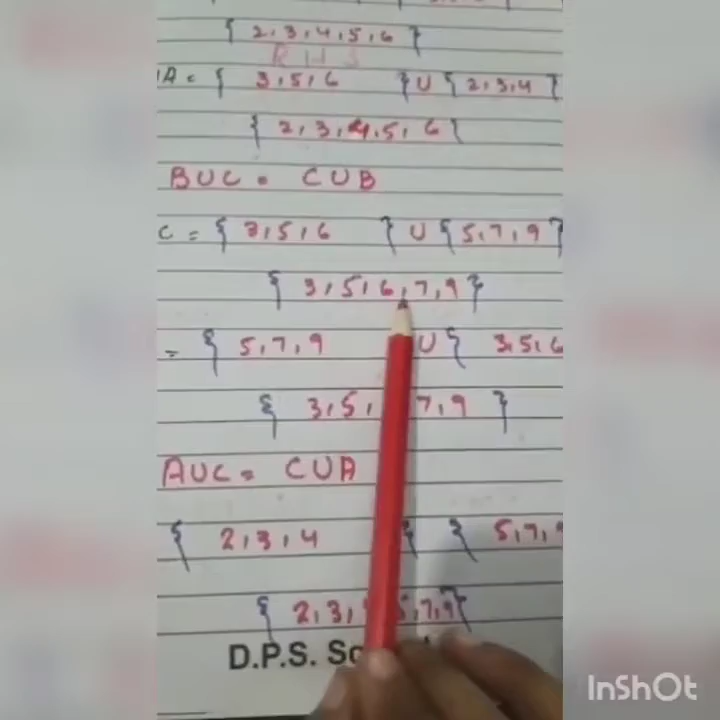 { 2,3,4,5,6 }
R H S
A = { 3,5,6 } U { 2,3,4 }
{ 2,3,4,5,6 }
BUC = CUB
C = { 3,5,6 } U { 5,7,9 }
{ 3,5,6,7,9 }
= { 5,7,9 U { 3,5,6
{ 3,5, 7,9 }
AUC = CUA
{ 2,3,4 } { 5,7,9
{ 2,3, 5,7,9 }
D.P.S.
InShOt